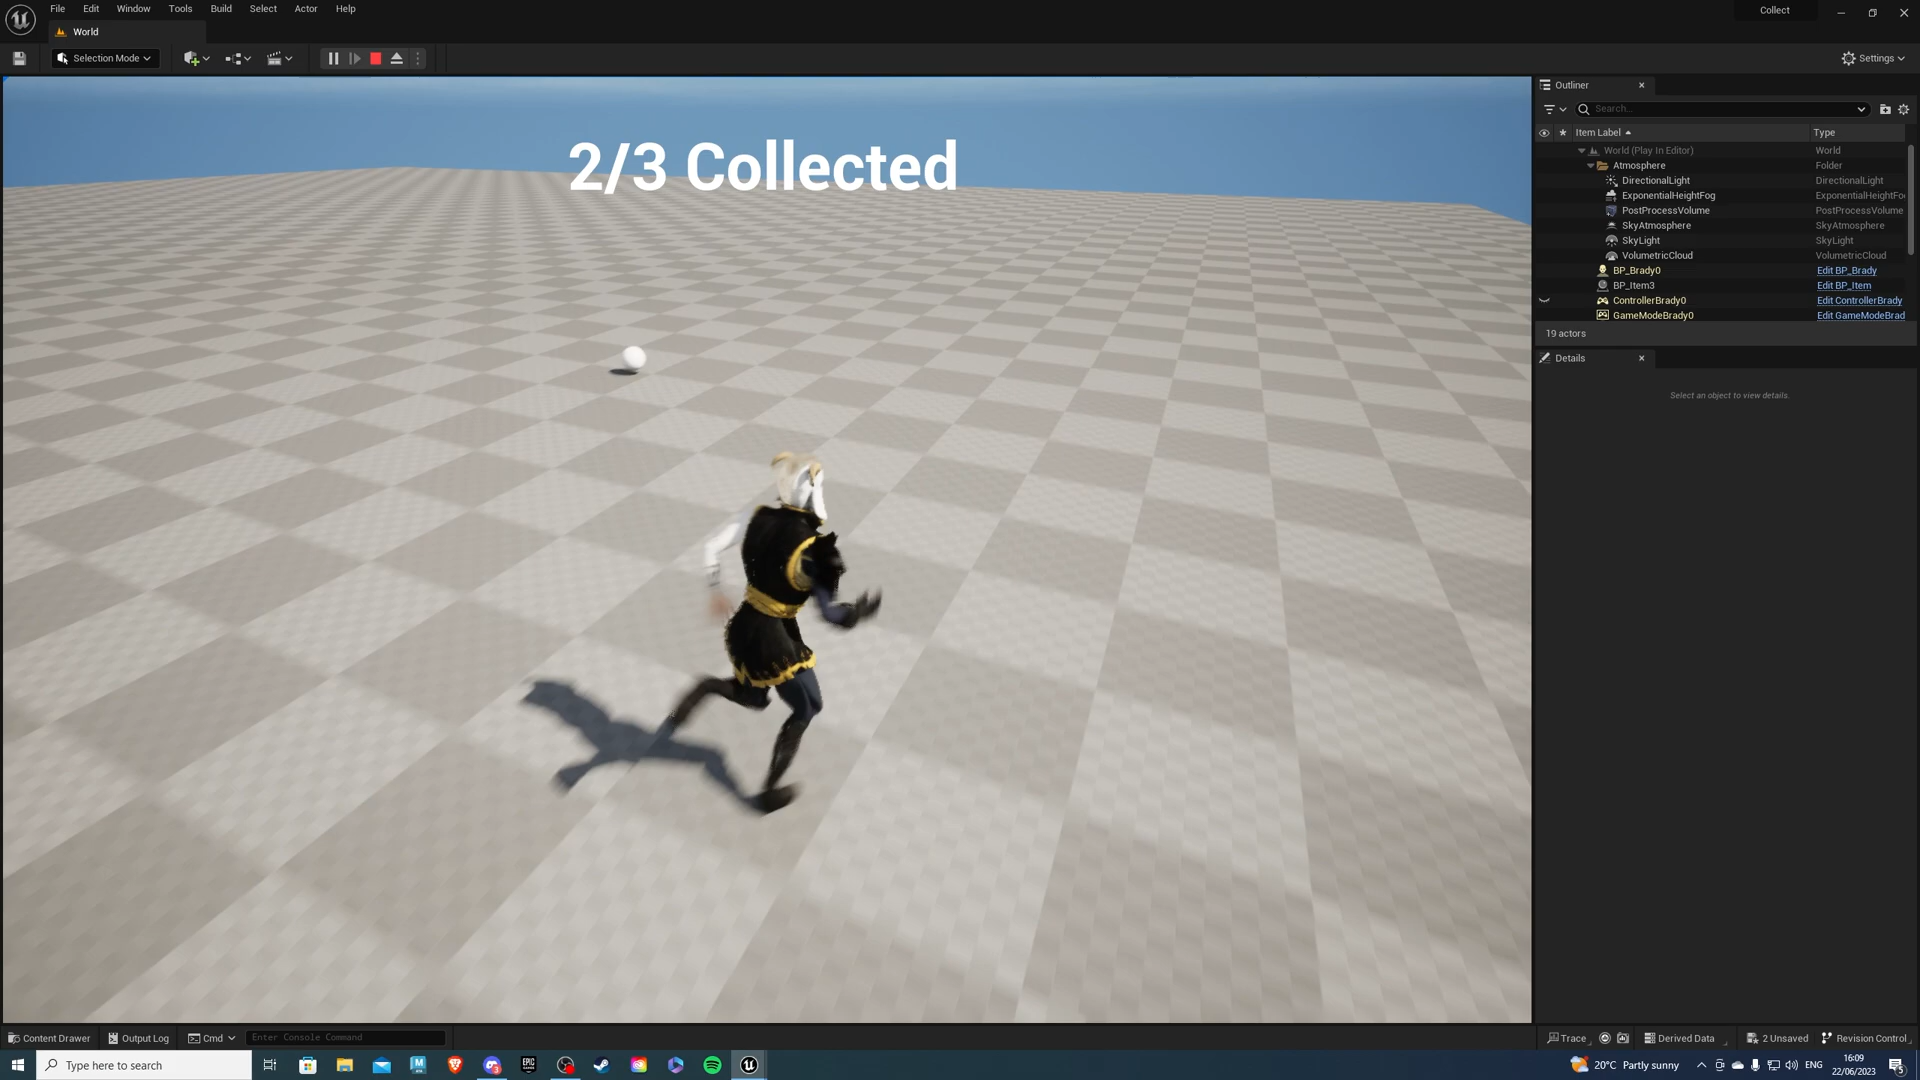 File Edit Window Tools Build Select Actor Help
Collect
World
Selection Mode
Settings
2/3 Collected
Outliner
Search...
Item Label Type
World (Play In Editor) World
Atmosphere Folder
DirectionalLight DirectionalLight
ExponentialHeightFog ExponentialHeightFo
PostProcessVolume PostProcessVolume
SkyAtmosphere SkyAtmosphere
SkyLight SkyLight
VolumetricCloud VolumetricCloud
BP_Brady0 Edit BP_Brady
BP_Item3 Edit BP_Item
ControllerBrady0 Edit ControllerBrady
GameModeBrady0 Edit GameModeBrad
19 actors
Details
Select an object to view details.
Content Drawer Output Log Cmd Enter Console Command Trace Derived Data 2 Unsaved Revision Control
Type here to search
20°C Partly sunny ENG
16:09
22/06/2023